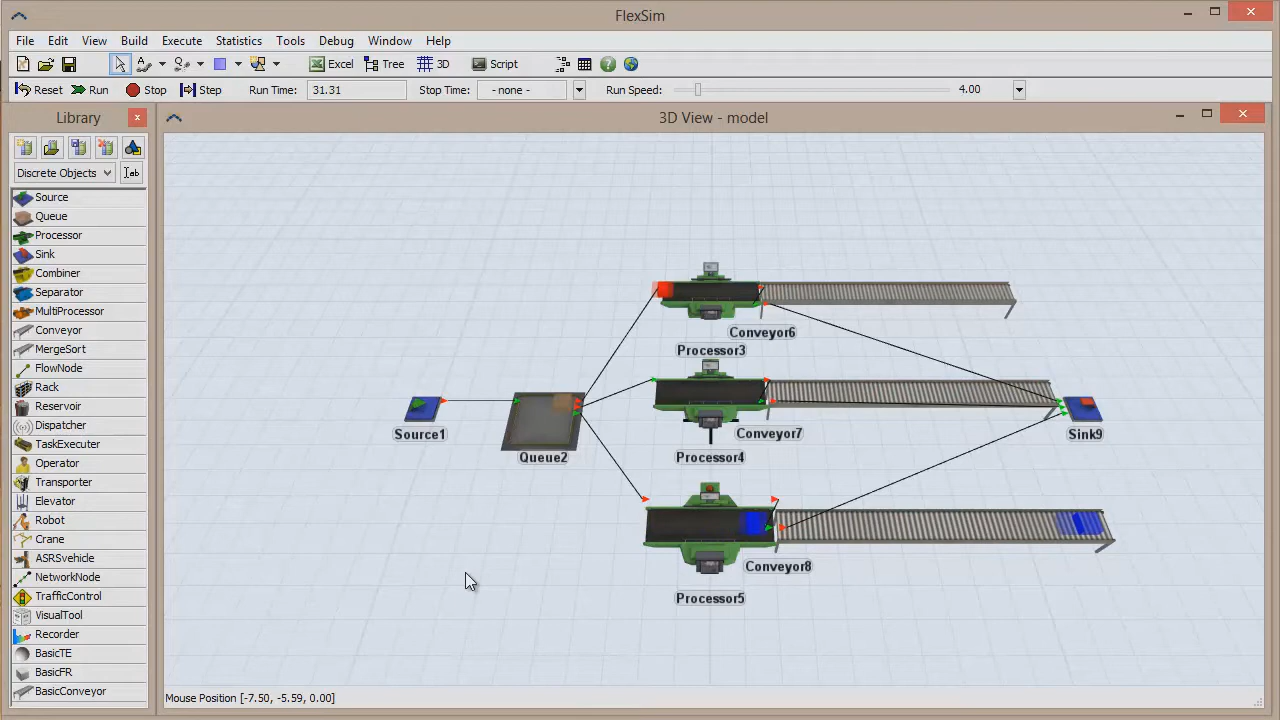 FlexSim
File Edit View Build Execute Statistics Tools Debug Window Help
Excel Tree 3D Script
Reset Run Stop Step Run Time: 31.31 Stop Time: - none - Run Speed: 4.00
Library
3D View - model
Discrete Objects
Source
Queue
Processor
Sink
Combiner
Separator
MultiProcessor
Conveyor
MergeSort
FlowNode
Rack
Reservoir
Dispatcher
TaskExecuter
Operator
Transporter
Elevator
Robot
Crane
ASRSvehicle
NetworkNode
TrafficControl
VisualTool
Recorder
BasicTE
BasicFR
BasicConveyor
Conveyor6
Processor3
Source1
Queue2
Conveyor7
Processor4
Sink9
Conveyor8
Processor5
Mouse Position [-7.50, -5.59, 0.00]